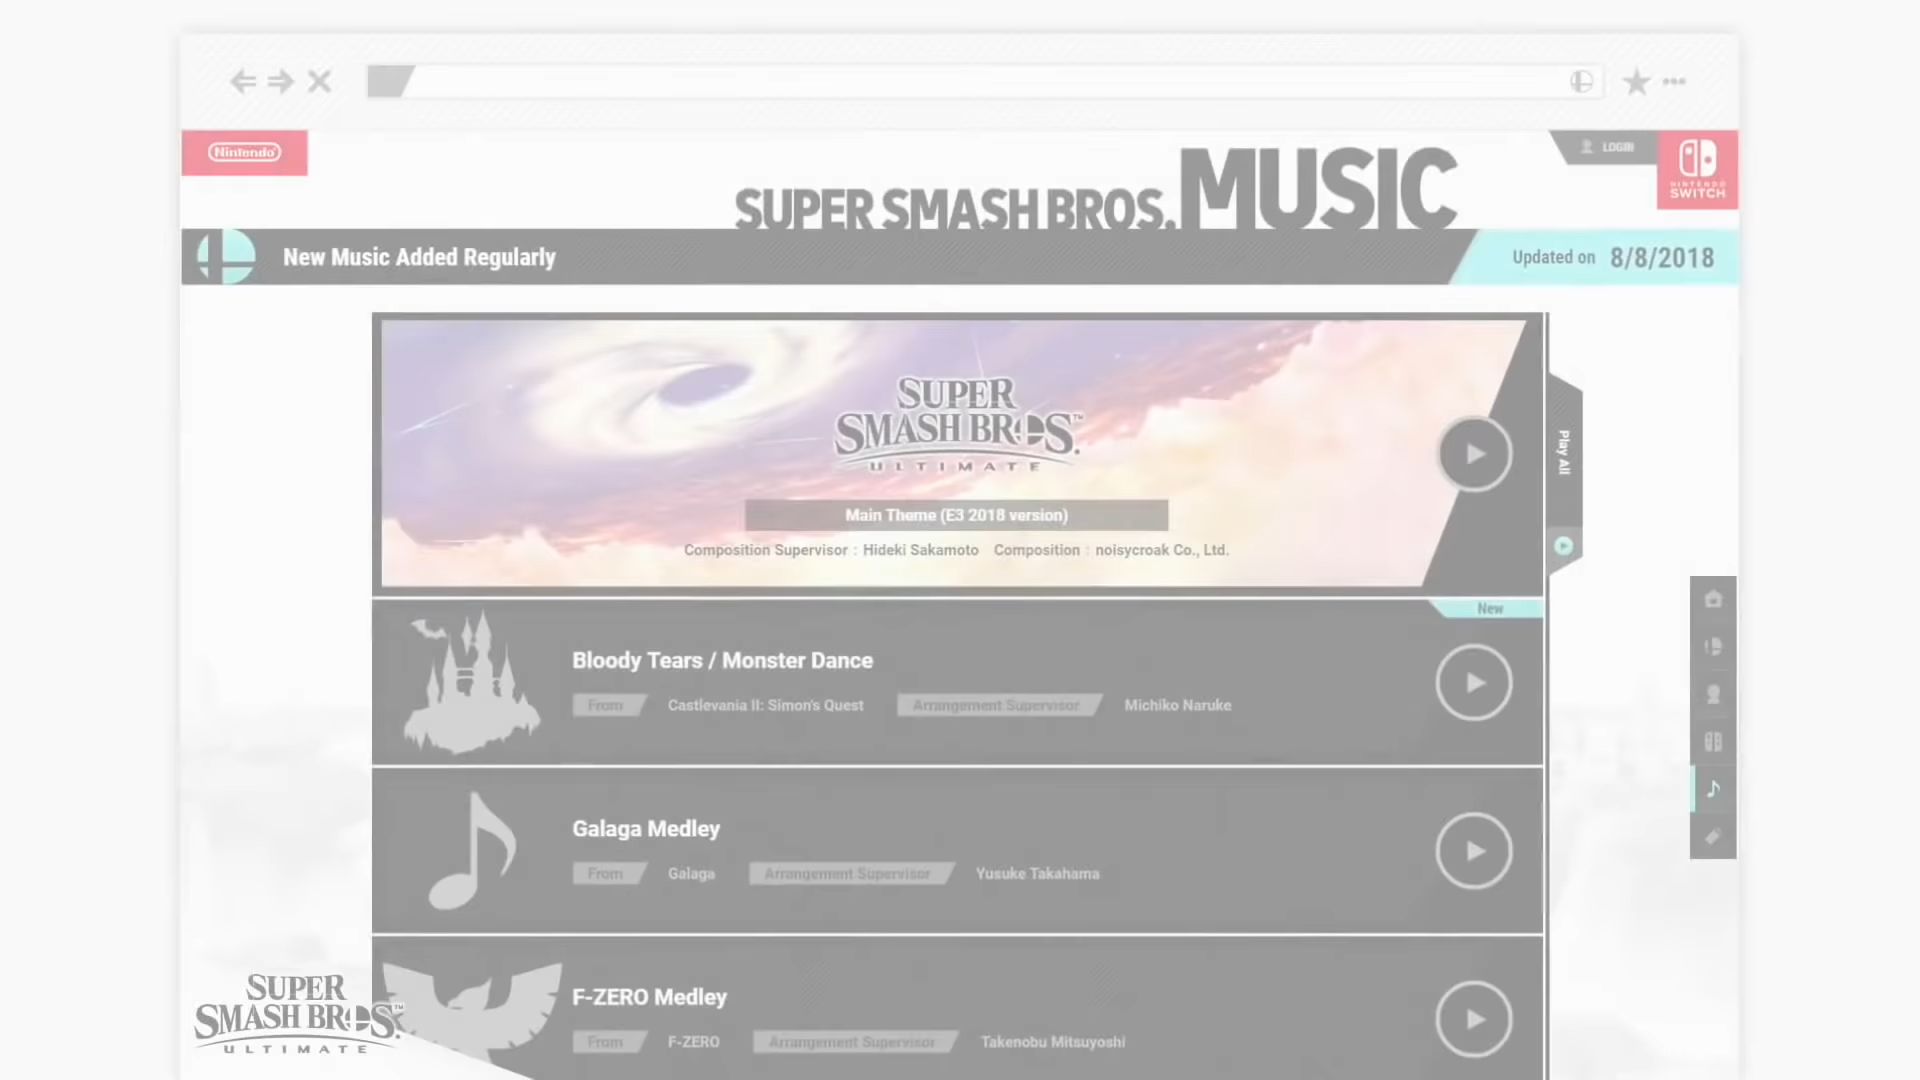 Nintendo
LOGIN
NINTENDO
SWITCH
SUPER SMASH BROS. MUSIC
New Music Added Regularly
Updated on 8/8/2018
SUPER
SMASH BROS.™
ULTIMATE
Play All
Main Theme (E3 2018 version)
Composition Supervisor : Hideki Sakamoto Composition : noisycroak Co., Ltd.
New
Bloody Tears / Monster Dance
From Castlevania II: Simon's Quest Arrangement Supervisor Michiko Naruke
Galaga Medley
From Galaga Arrangement Supervisor Yusuke Takahama
F-ZERO Medley
From F-ZERO Arrangement Supervisor Takenobu Mitsuyoshi
SUPER
SMASH BROS.™
ULTIMATE